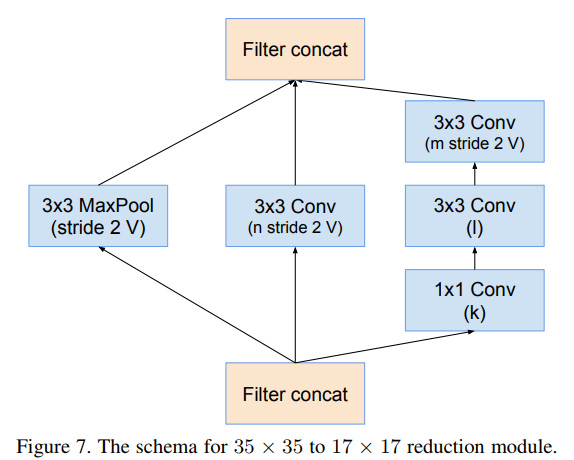 Filter concat
3x3 Conv
(m stride 2 V)
3x3 MaxPool
(stride 2 V)
3x3 Conv
(n stride 2 V)
3x3 Conv
(l)
1x1 Conv
(k)
Filter concat
Figure 7. The schema for 35 × 35 to 17 × 17 reduction module.